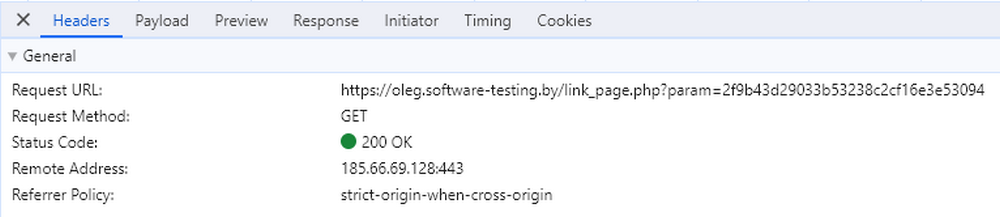 Headers Payload Preview Response Initiator Timing Cookies
General
Request URL: https://oleg.software-testing.by/link_page.php?param=2f9b43d29033b53238c2cf16e3e53094
Request Method: GET
Status Code: 200 OK
Remote Address: 185.66.69.128:443
Referrer Policy: strict-origin-when-cross-origin